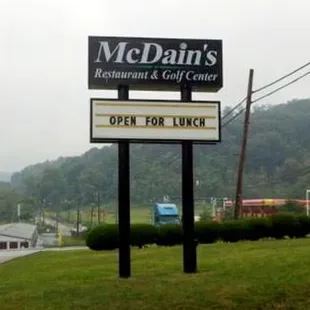 McDain's
Restaurant & Golf Center
OPEN FOR LUNCH